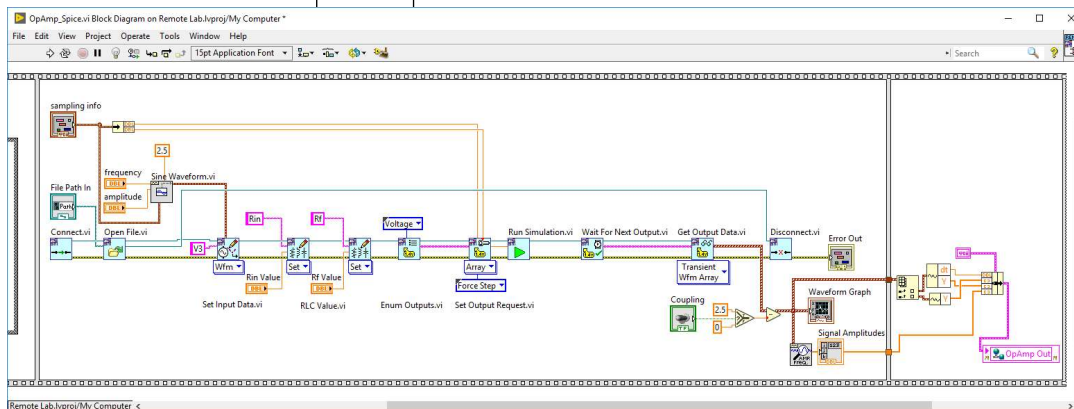 OpAmp_Spice.vi Block Diagram on Remote Lab.lvproj/My Computer *
File Edit View Project Operate Tools Window Help
15pt Application Font
Search
sampling info
2.5
frequency
DBL
Sine Waveform.vi
amplitude
DBL
File Path In
Path
Connect.vi
Open File.vi
V3
Wfm
Set Input Data.vi
Rin
Set
Rin Value
DBL
RLC Value.vi
Rf
Set
Rf Value
DBL
Voltage
Enum Outputs.vi
Array
Force Step
Set Output Request.vi
Run Simulation.vi
Wait For Next Output.vi
Get Output Data.vi
Transient
Wfm Array
Disconnect.vi
Error Out
Coupling
TF
2.5
0
Waveform Graph
Signal Amplitudes
AMP
FREQ
dt
Y
Y
OpAmp Out
Remote Lab.lvproj/My Computer